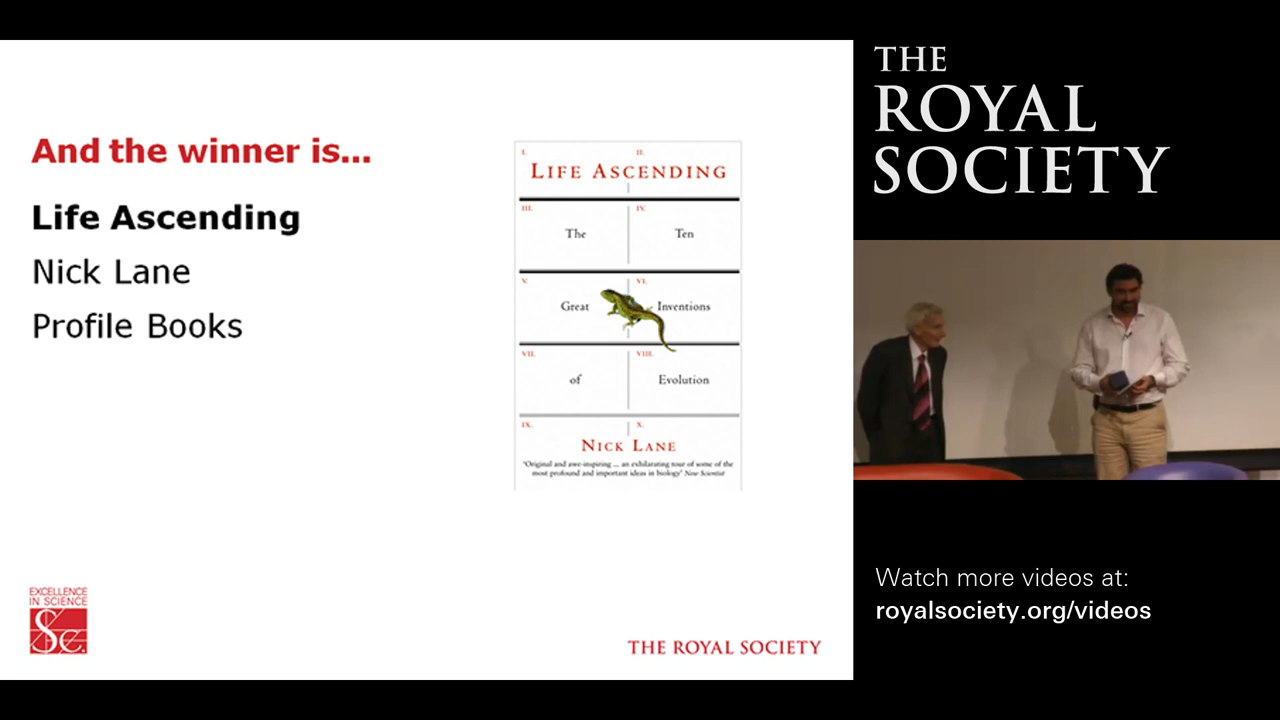 And the winner is...
Life Ascending
Nick Lane
Profile Books
I.
II.
LIFE ASCENDING
III.
IV.
The
Ten
V.
VI.
Great
Inventions
VII.
VIII.
of
Evolution
IX.
X.
NICK LANE
'Original and awe-inspiring ... an exhilarating tour of some of the
most profound and important ideas in biology' New Scientist
EXCELLENCE
IN SCIENCE
THE ROYAL SOCIETY
THE
ROYAL
SOCIETY
Watch more videos at:
royalsociety.org/videos